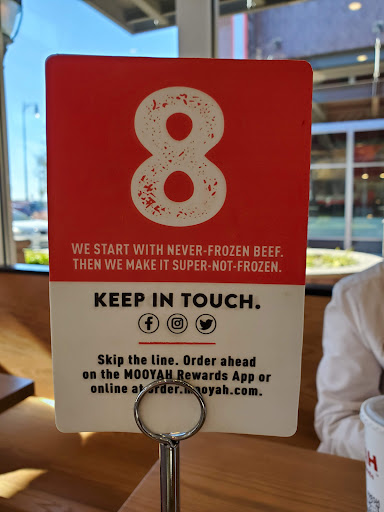 8
WE START WITH NEVER-FROZEN BEEF.
THEN WE MAKE IT SUPER-NOT-FROZEN.
KEEP IN TOUCH.
Skip the line. Order ahead
on the MOOYAH Rewards App or
online at order.mooyah.com.